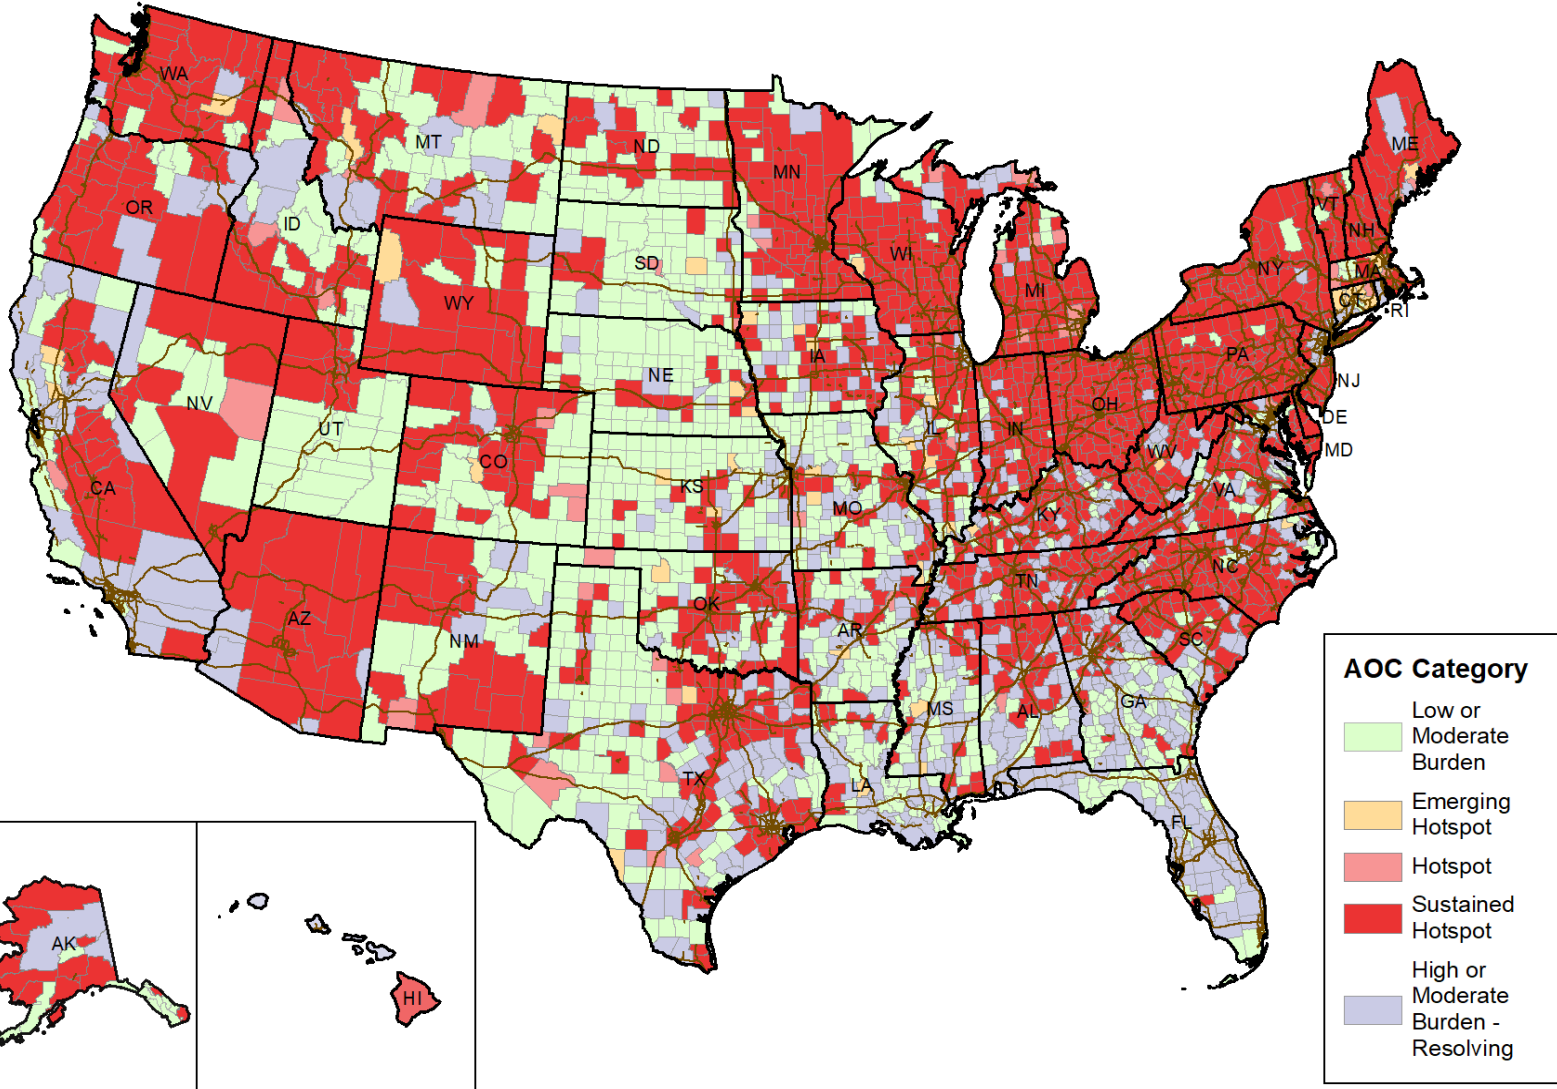 WA
MT
ND
MN
ME
OR
ID
SD
WI
MI
VT
NH
NY
MA
CT
RI
WY
NE
IA
PA
NJ
NV
UT
CO
IL
IN
OH
DE
MD
WV
CA
KS
MO
KY
VA
AZ
NM
OK
AR
TN
NC
SC
MS
AL
GA
TX
LA
FL
AK
HI
AOC Category
Low or
Moderate
Burden
Emerging
Hotspot
Hotspot
Sustained
Hotspot
High or
Moderate
Burden -
Resolving